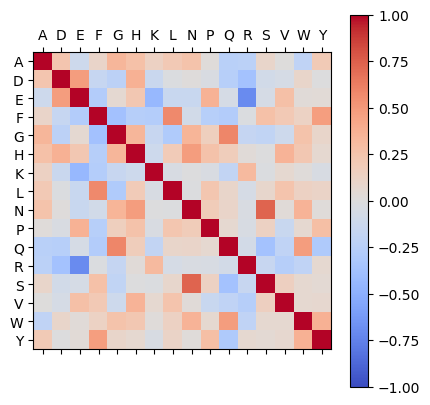 A D E F G H K L N P Q R S V W Y
A
D
E
F
G
H
K
L
N
P
Q
R
S
V
W
Y
1.00
0.75
0.50
0.25
0.00
−0.25
−0.50
−0.75
−1.00